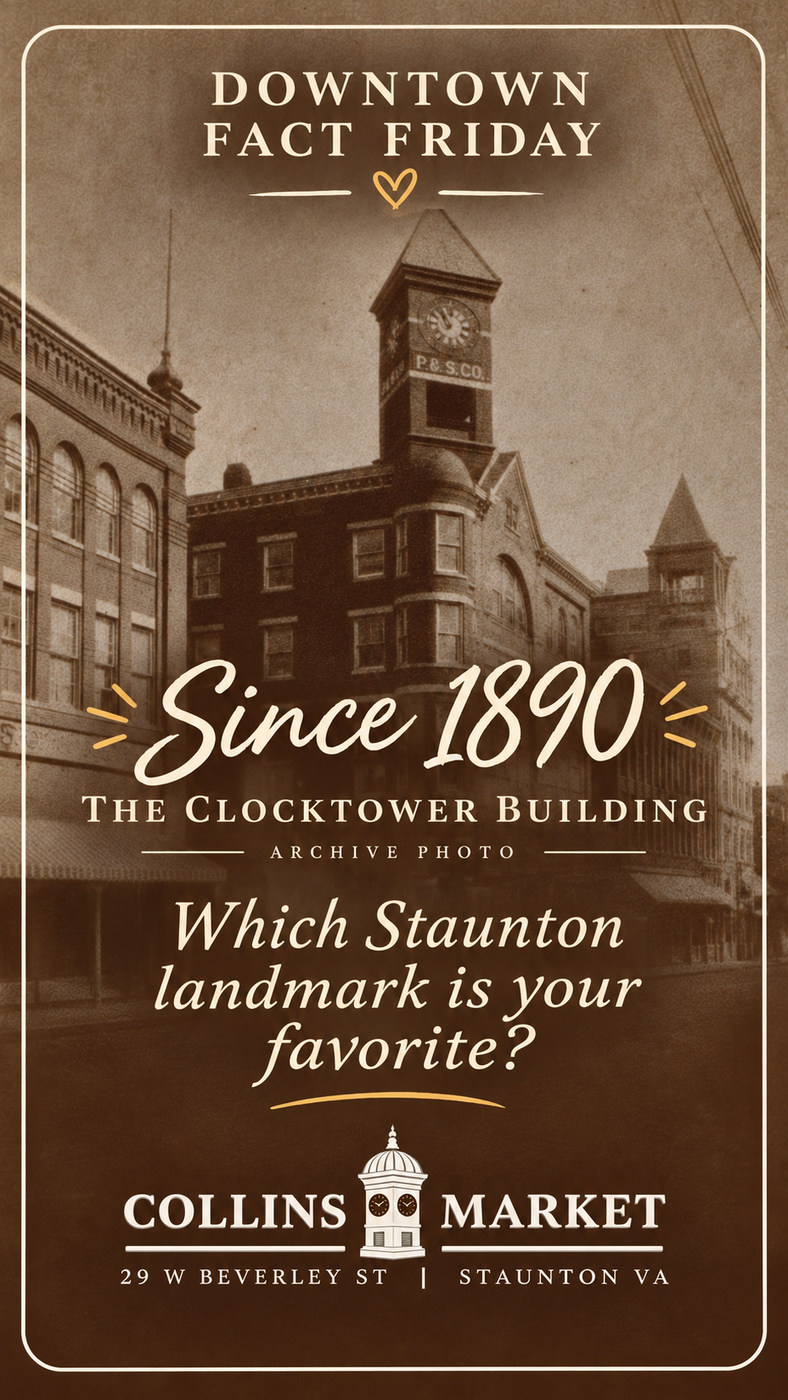 DOWNTOWN
FACT FRIDAY
P. & S. CO.
Since 1890
THE CLOCKTOWER BUILDING
ARCHIVE PHOTO
Which Staunton
landmark is your
favorite?
COLLINS MARKET
29 W BEVERLEY ST | STAUNTON VA